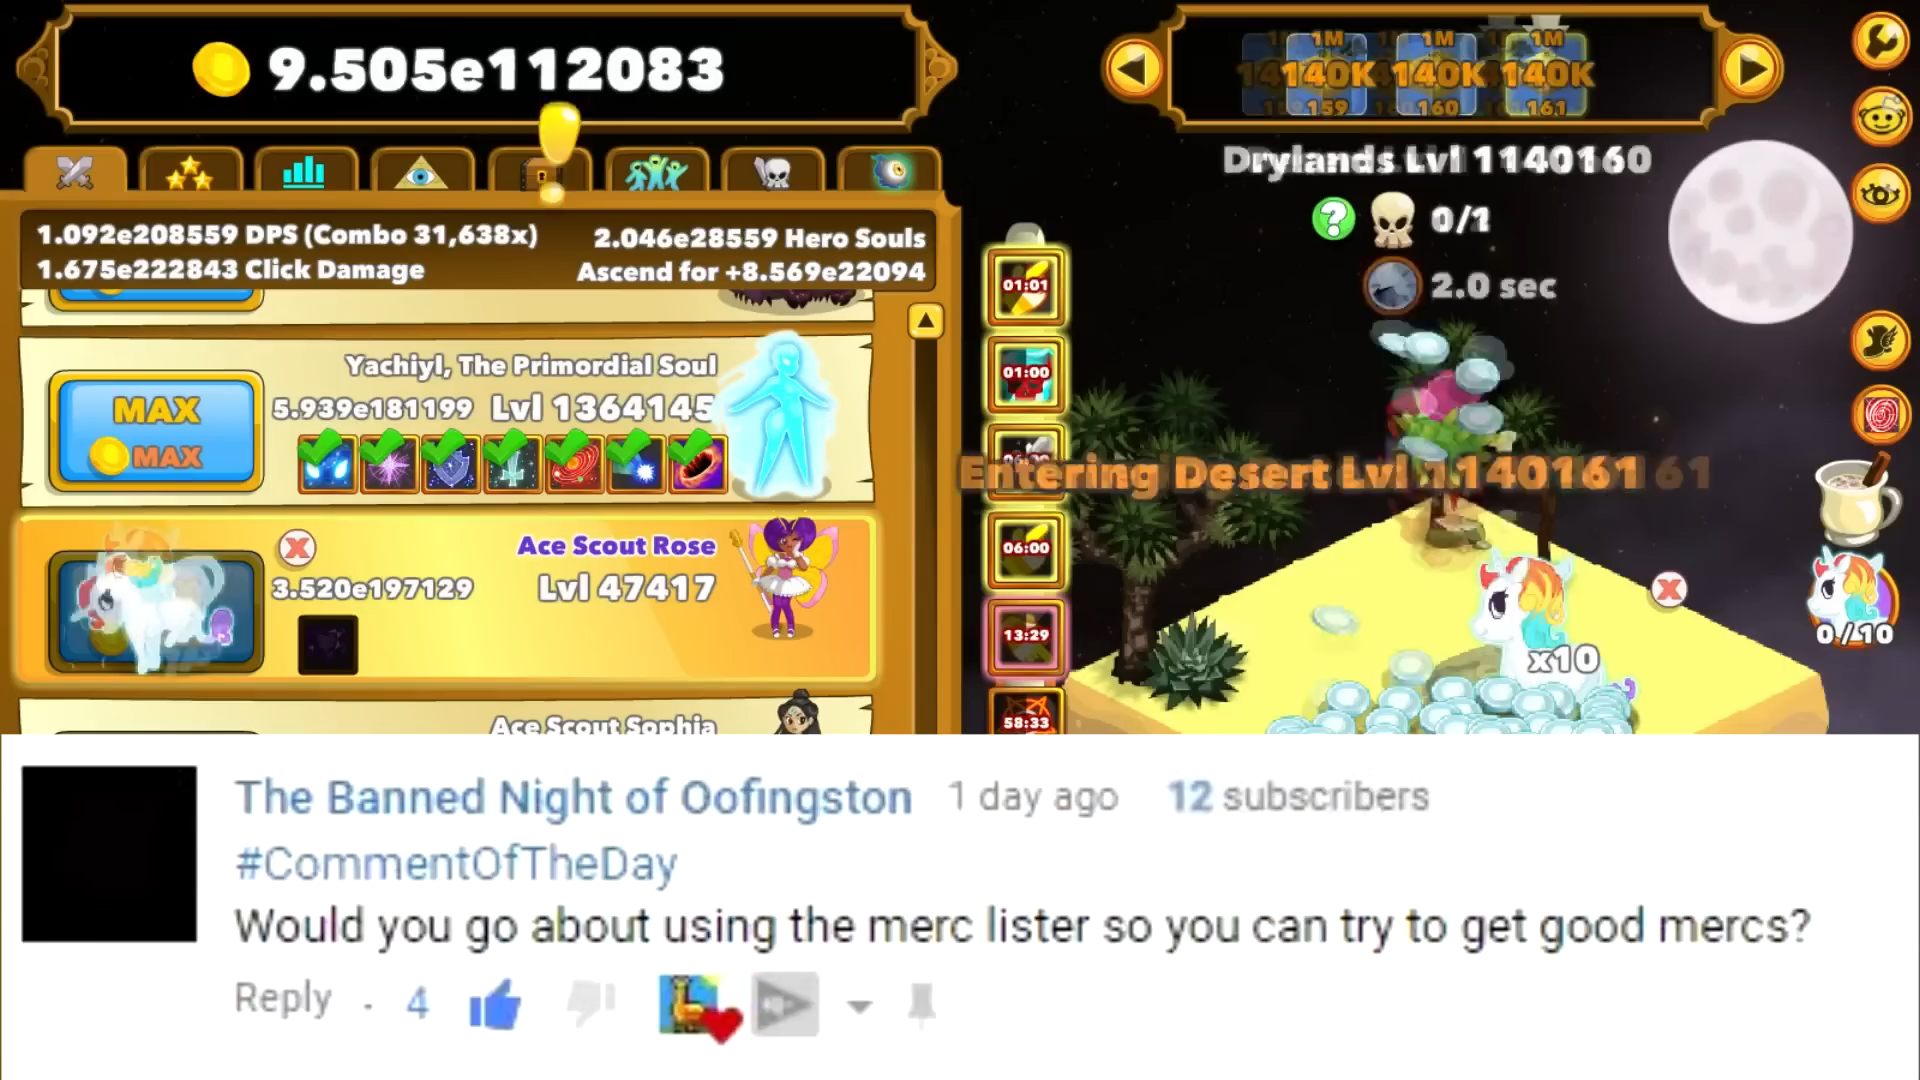 9.505e112083
1M 1M 1M
140K 140K 140K
159 160 161
Drylands Lvl 1140160
0/1
2.0 sec
1.092e208559 DPS (Combo 31,638x)
2.046e28559 Hero Souls
1.675e222843 Click Damage
Ascend for +8.569e22094
01:01
Yachiyl, The Primordial Soul
MAX
5.939e181199 Lvl 1364145
MAX
01:00
Entering Desert Lvl 1140161
Ace Scout Rose
3.520e197129
Lvl 47417
06:00
13:29
0/10
x10
58:33
Ace Scout Sophia
The Banned Night of Oofingston 1 day ago 12 subscribers
#CommentOfTheDay
Would you go about using the merc lister so you can try to get good mercs?
Reply · 4